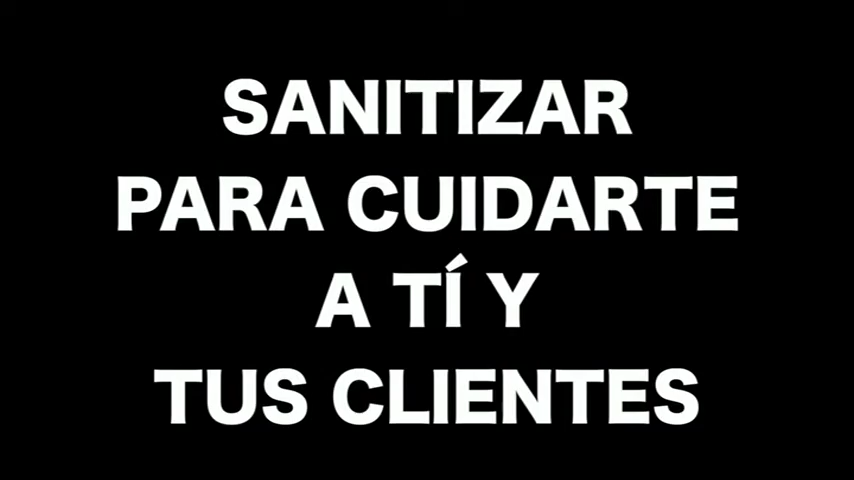 SANITIZAR
PARA CUIDARTE
A TÍ Y
TUS CLIENTES